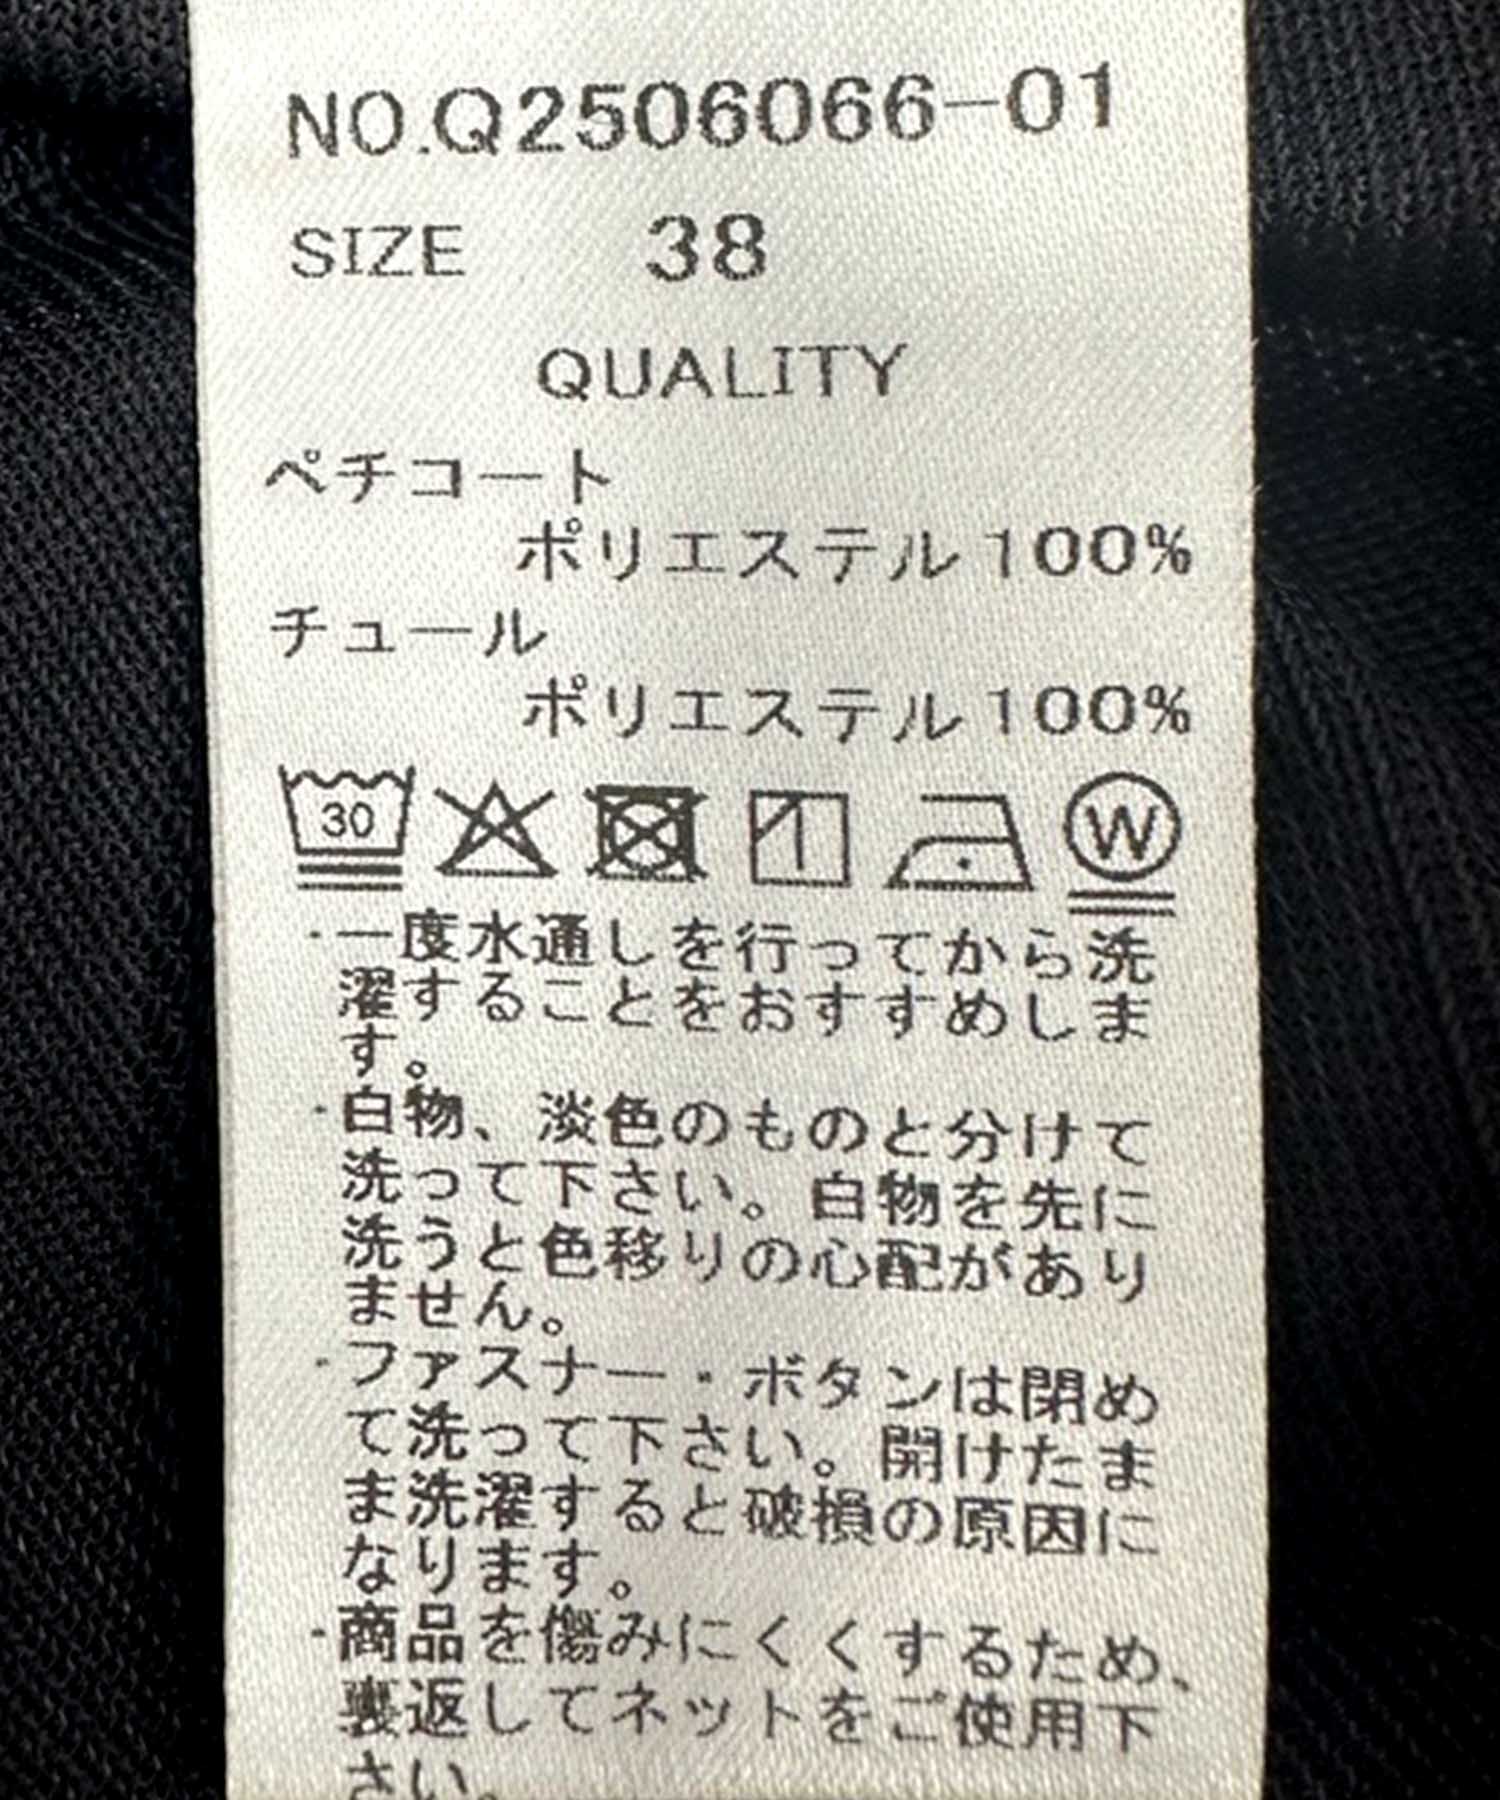 NO.Q2506066-01
SIZE 38
QUALITY
ペチコート
ポリエステル100%
チュール
ポリエステル100%
30 W
・一度水通しを行ってから洗
濯することをおすすめしま
す。
・白物、淡色のものと分けて
洗って下さい。白物を先に
洗うと色移りの心配があり
ません。
・ファスナー・ボタンは閉め
て洗って下さい。開けたま
ま洗濯すると破損の原因に
なります。
・商品を傷みにくくするため、
裏返してネットをご使用下
さい。